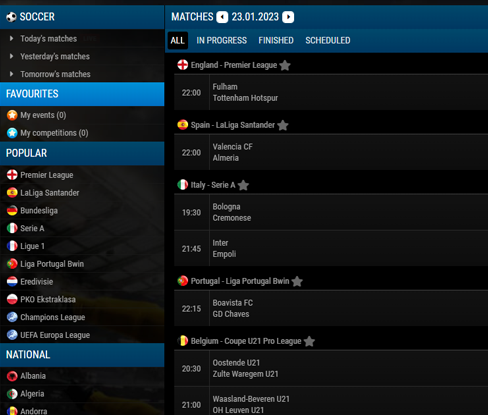 SOCCER
Today's matches
Yesterday's matches
Tomorrow's matches
FAVOURITES
My events (0)
My competitions (0)
POPULAR
Premier League
LaLiga Santander
Bundesliga
Serie A
Ligue 1
Liga Portugal Bwin
Eredivisie
PKO Ekstraklasa
Champions League
UEFA Europa League
NATIONAL
Albania
Algeria
Andorra
MATCHES 23.01.2023
ALL IN PROGRESS FINISHED SCHEDULED
England - Premier League
22:00
Fulham
Tottenham Hotspur
Spain - LaLiga Santander
22:00
Valencia CF
Almeria
Italy - Serie A
19:30
Bologna
Cremonese
21:45
Inter
Empoli
Portugal - Liga Portugal Bwin
22:15
Boavista FC
GD Chaves
Belgium - Coupe U21 Pro League
20:30
Oostende U21
Zulte Waregem U21
21:00
Waasland-Beveren U21
OH Leuven U21